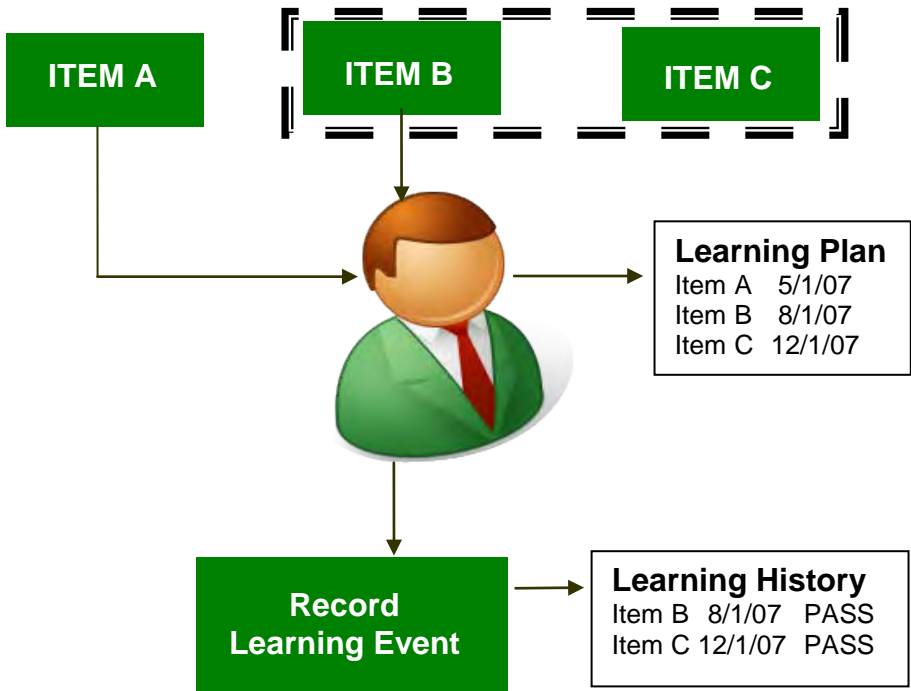 ITEM A
ITEM B
ITEM C
Learning Plan
Item A 5/1/07
Item B 8/1/07
Item C 12/1/07
Record
Learning Event
Learning History
Item B 8/1/07 PASS
Item C 12/1/07 PASS